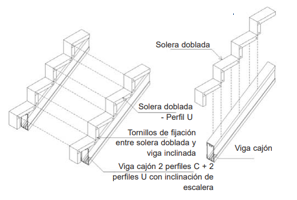 Solera doblada
Solera doblada
- Perfil U
Tornillos de fijación
entre solera doblada y
viga inclinada
Viga cajón
Viga cajón 2 perfiles C + 2
perfiles U con inclinación de
escalera